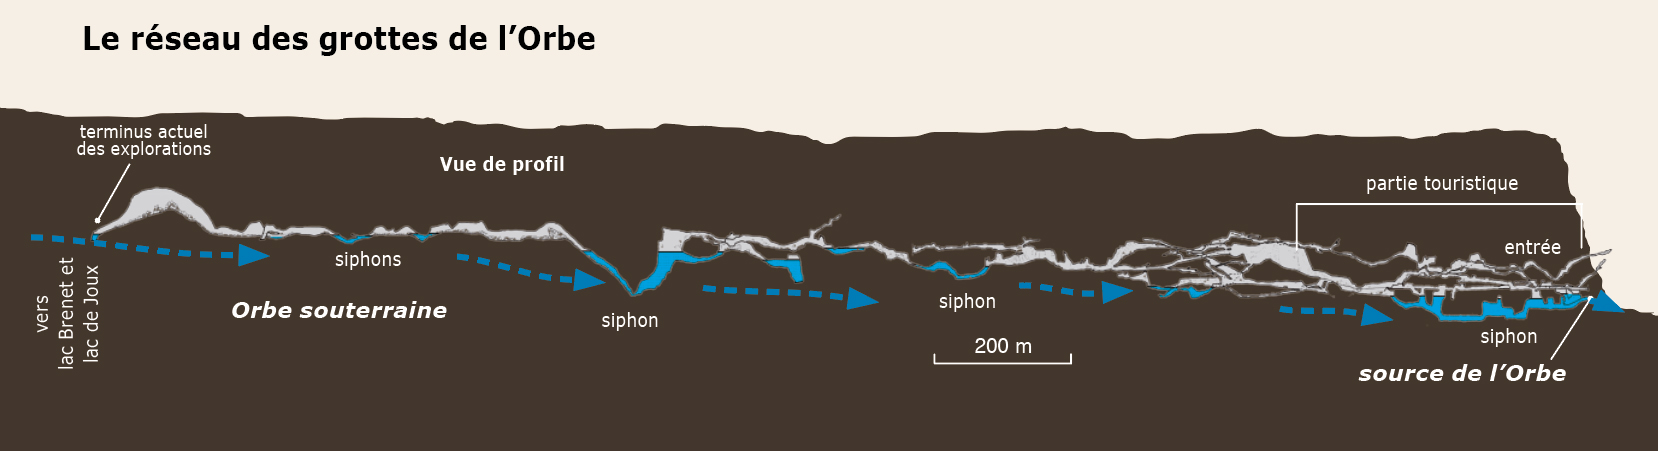 Le réseau des grottes de l’Orbe
terminus actuel
des explorations
Vue de profil
partie touristique
entrée
siphons
vers
lac Brenet et
lac de Joux
Orbe souterraine
siphon
siphon
200 m
siphon
source de l’Orbe